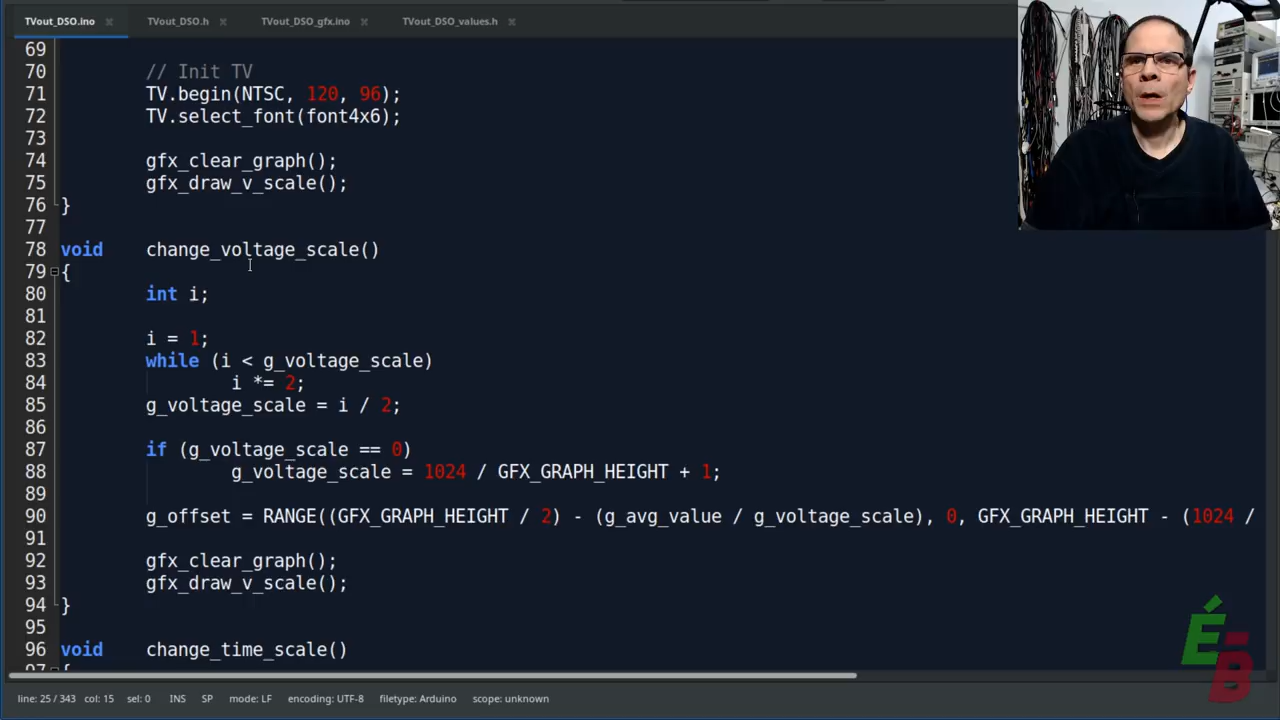 TVout_DSO.ino TVout_DSO.h TVout_DSO_gfx.ino TVout_DSO_values.h
69
70 // Init TV
71 TV.begin(NTSC, 120, 96);
72 TV.select_font(font4x6);
73
74 gfx_clear_graph();
75 gfx_draw_v_scale();
76 }
77
78 void change_voltage_scale()
79 {
80 int i;
81
82 i = 1;
83 while (i < g_voltage_scale)
84 i *= 2;
85 g_voltage_scale = i / 2;
86
87 if (g_voltage_scale == 0)
88 g_voltage_scale = 1024 / GFX_GRAPH_HEIGHT + 1;
89
90 g_offset = RANGE((GFX_GRAPH_HEIGHT / 2) - (g_avg_value / g_voltage_scale), 0, GFX_GRAPH_HEIGHT - (1024 /
91
92 gfx_clear_graph();
93 gfx_draw_v_scale();
94 }
95
96 void change_time_scale()
97 {
line: 25 / 343 col: 15 sel: 0 INS SP mode: LF encoding: UTF-8 filetype: Arduino scope: unknown
É
B